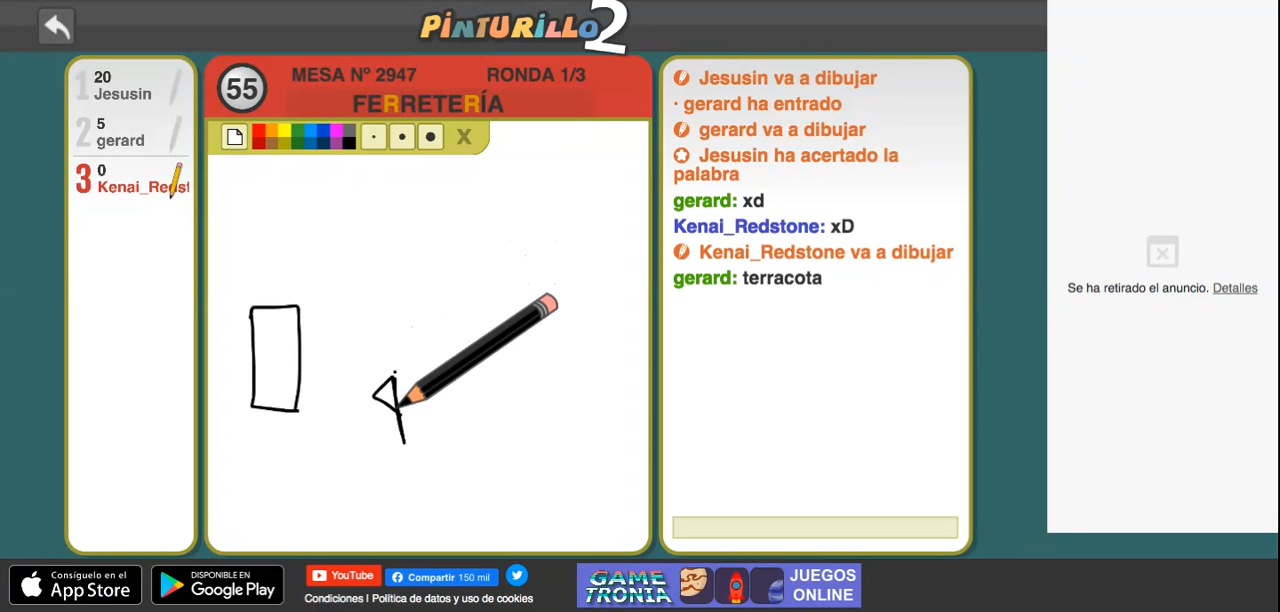 PINTURILLO 2
1 20
Jesusin
2 5
gerard
3 0
Kenai_Redst
55
MESA Nº 2947
RONDA 1/3
FERRETERÍA
X
Jesusin va a dibujar
· gerard ha entrado
gerard va a dibujar
Jesusin ha acertado la
palabra
gerard: xd
Kenai_Redstone: xD
Kenai_Redstone va a dibujar
gerard: terracota
Se ha retirado el anuncio. Detalles
Consíguelo en el
App Store
DISPONIBLE EN
Google Play
YouTube
Compartir 150 mil
Condiciones | Política de datos y uso de cookies
GAME
TRONIA
JUEGOS
ONLINE